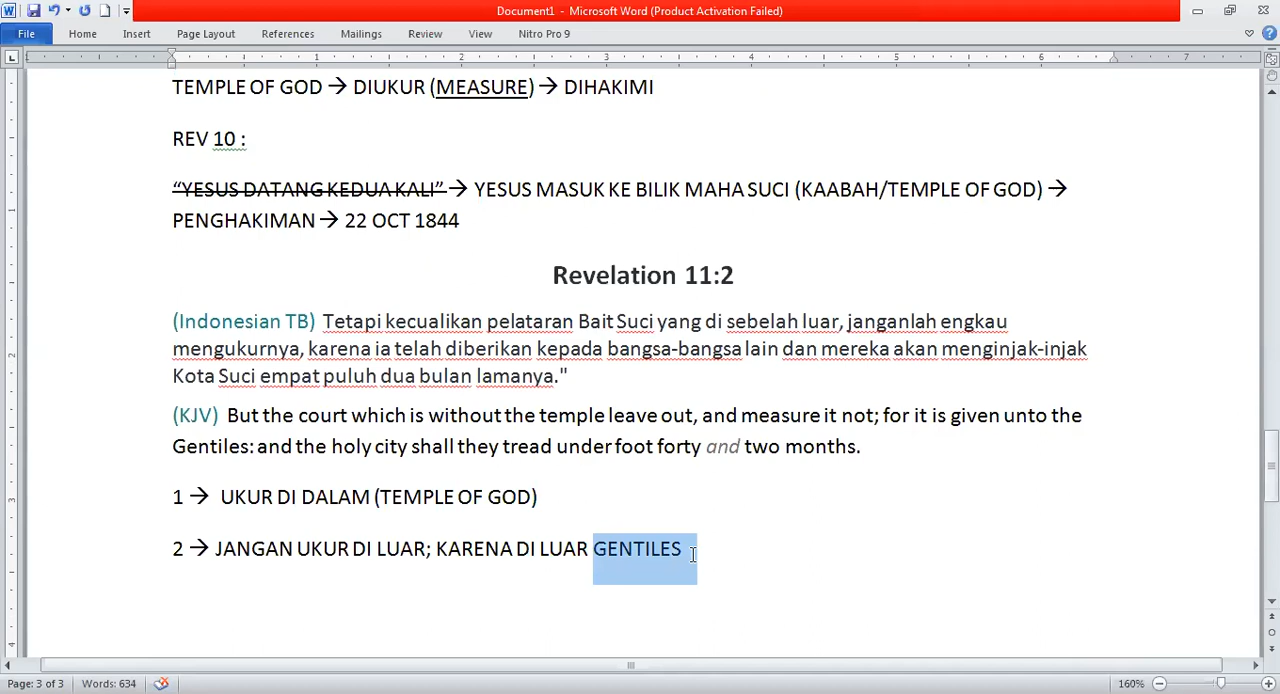 Document1 - Microsoft Word (Product Activation Failed)
File Home Insert Page Layout References Mailings Review View Nitro Pro 9
1 2 3 4 5 6 7
TEMPLE OF GOD → DIUKUR (MEASURE) → DIHAKIMI
REV 10 :
“YESUS DATANG KEDUA KALI” → YESUS MASUK KE BILIK MAHA SUCI (KAABAH/TEMPLE OF GOD) →
PENGHAKIMAN → 22 OCT 1844
Revelation 11:2
(Indonesian TB) Tetapi kecualikan pelataran Bait Suci yang di sebelah luar, janganlah engkau
mengukurnya, karena ia telah diberikan kepada bangsa-bangsa lain dan mereka akan menginjak-injak
Kota Suci empat puluh dua bulan lamanya."
(KJV) But the court which is without the temple leave out, and measure it not; for it is given unto the
Gentiles: and the holy city shall they tread under foot forty and two months.
1 → UKUR DI DALAM (TEMPLE OF GOD)
2 → JANGAN UKUR DI LUAR; KARENA DI LUAR GENTILES
Page: 3 of 3 Words: 634 160%